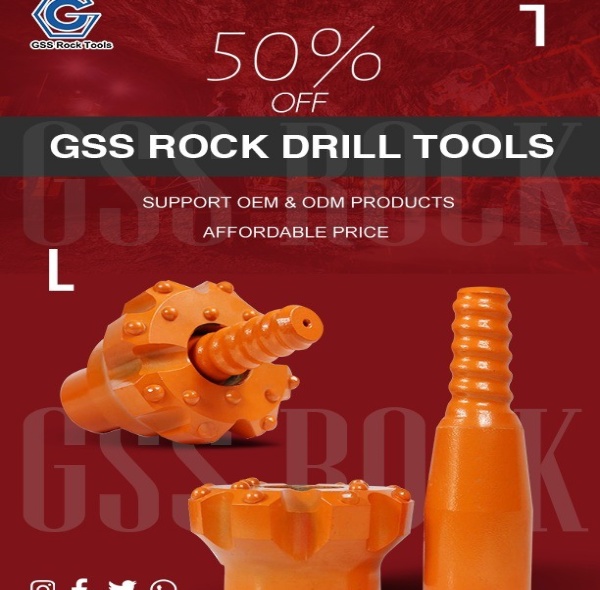 GSS Rock Tools
50%
OFF
GSS ROCK
GSS ROCK DRILL TOOLS
SUPPORT OEM & ODM PRODUCTS
AFFORDABLE PRICE
GSS ROCK